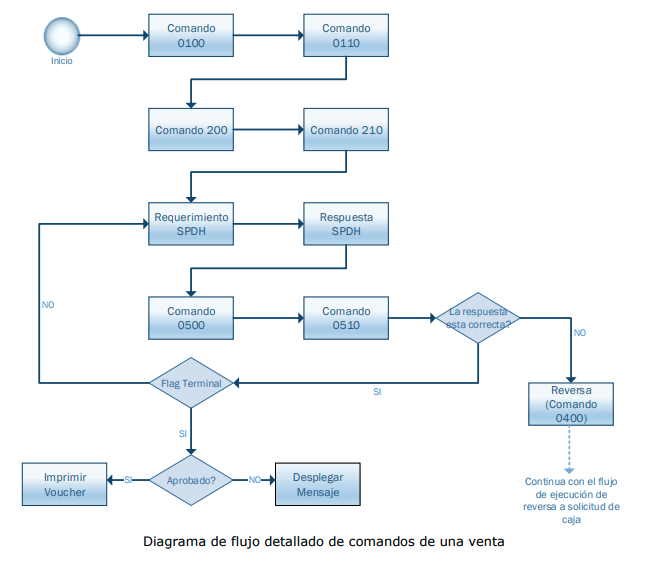 Inicio
Comando
0100
Comando
0110
Comando 200
Comando 210
Requerimiento
SPDH
Respuesta
SPDH
NO
Comando
0500
Comando
0510
La respuesta
esta correcta?
NO
Flag Terminal
SI
Reversa
(Comando
0400)
SI
Imprimir
Voucher
SI
Aprobado?
NO
Desplegar
Mensaje
Continua con el flujo
de ejecución de
reversa a solicitud de
caja
Diagrama de flujo detallado de comandos de una venta